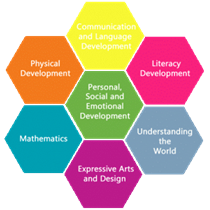 Communication
and Language
Development
Physical
Development
Literacy
Development
Personal,
Social and
Emotional
Development
Mathematics
Understanding
the
World
Expressive Arts
and Design